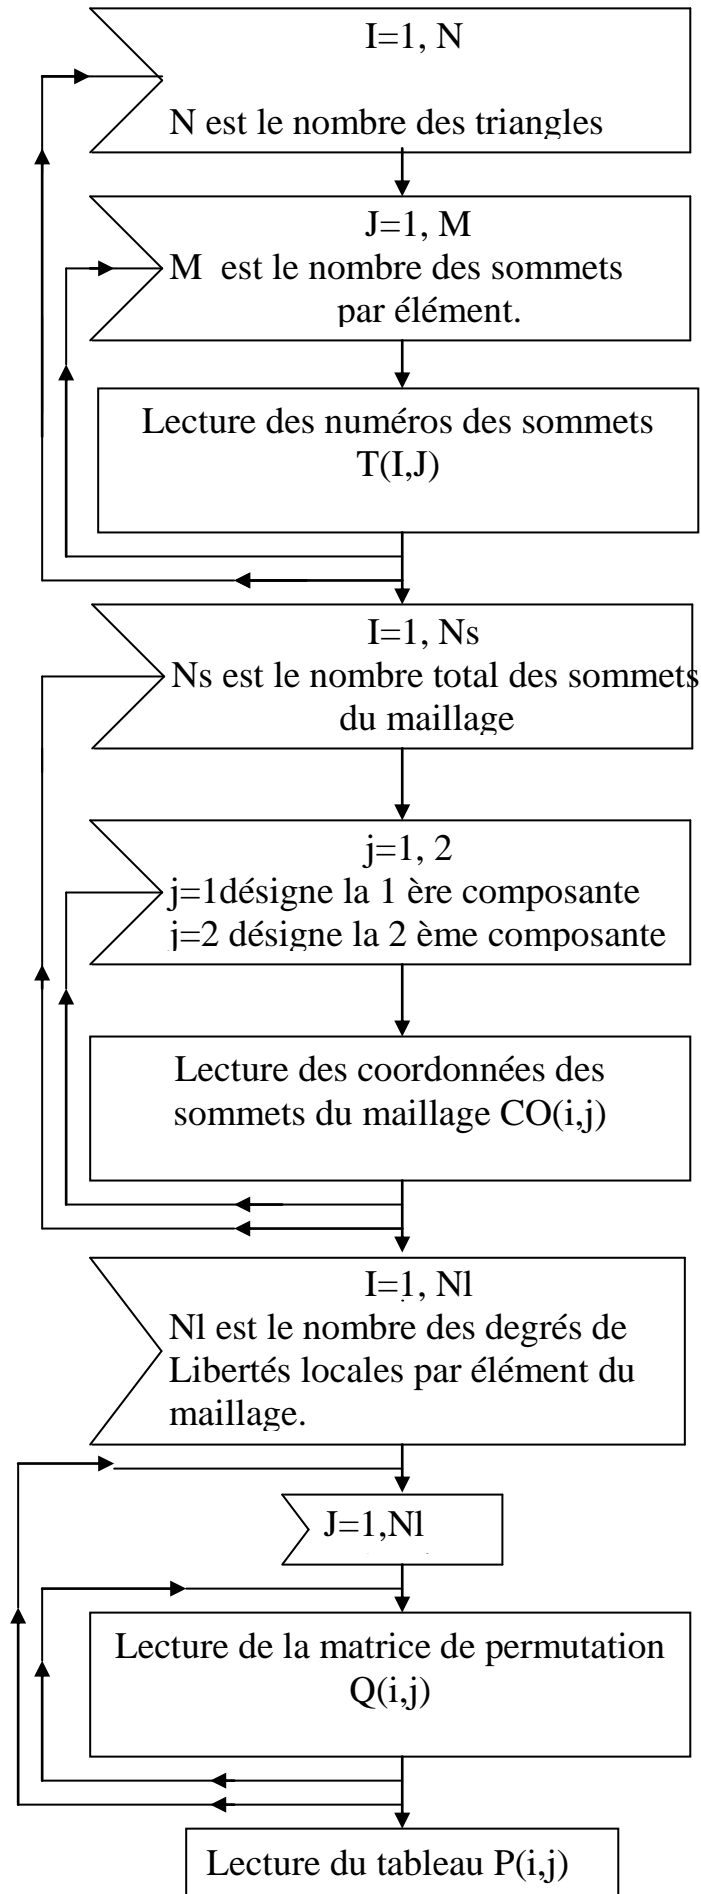 I=1, N
N est le nombre des triangles
J=1, M
M est le nombre des sommets
par élément.
Lecture des numéros des sommets
T(I,J)
I=1, Ns
Ns est le nombre total des sommets
du maillage
j=1, 2
j=1désigne la 1 ère composante
j=2 désigne la 2 ème composante
Lecture des coordonnées des
sommets du maillage CO(i,j)
I=1, Nl
Nl est le nombre des degrés de
Libertés locales par élément du
maillage.
J=1,Nl
Lecture de la matrice de permutation
Q(i,j)
Lecture du tableau P(i,j)